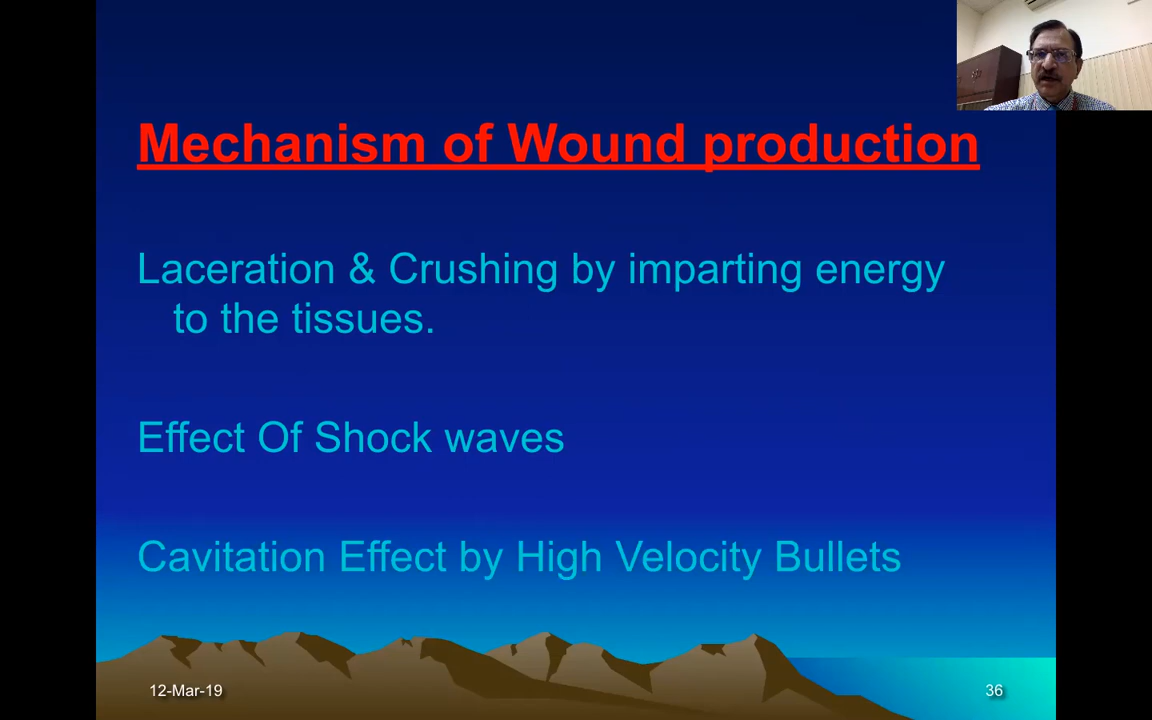 Mechanism of Wound production
Laceration & Crushing by imparting energy
to the tissues.
Effect Of Shock waves
Cavitation Effect by High Velocity Bullets
12-Mar-19
36